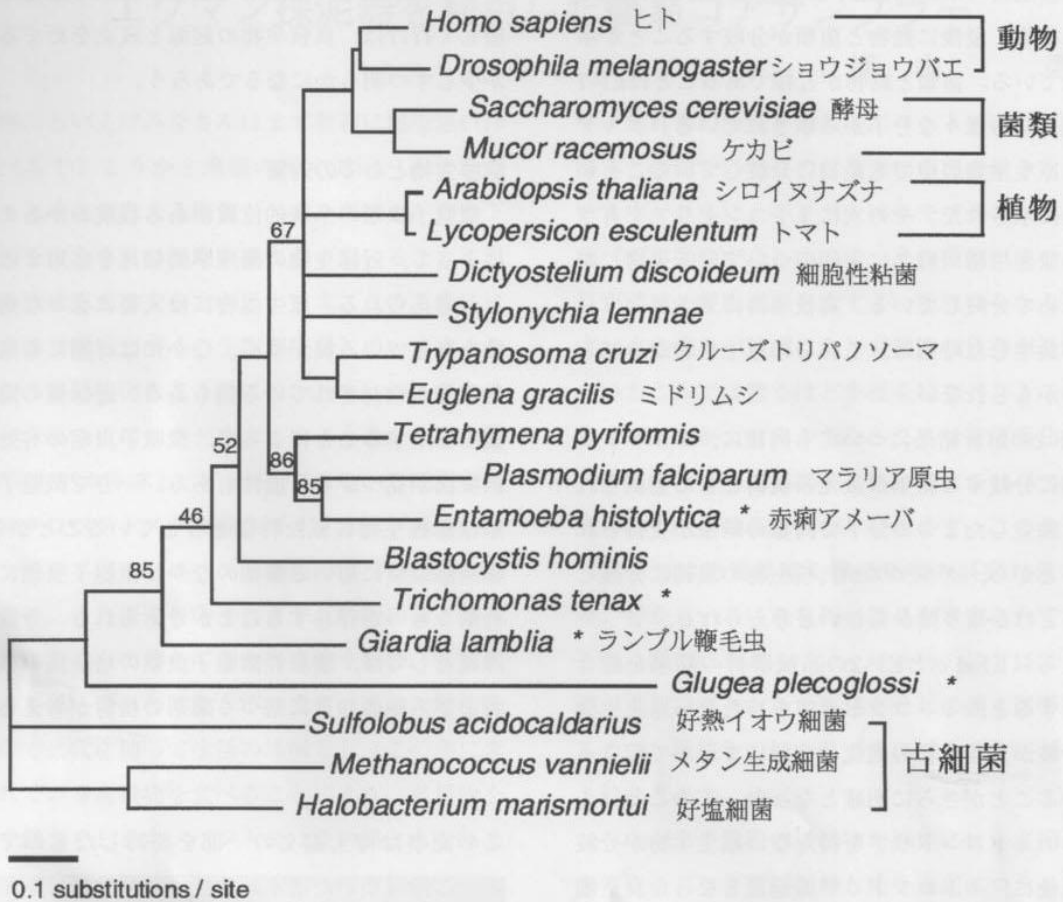 Homo sapiens ヒト
動物
Drosophila melanogaster ショウジョウバエ
Saccharomyces cerevisiae 酵母
菌類
Mucor racemosus ケカビ
Arabidopsis thaliana シロイヌナズナ
植物
67
Lycopersicon esculentum トマト
Dictyostelium discoideum 細胞性粘菌
Stylonychia lemnae
Trypanosoma cruzi クルーズトリパノソーマ
Euglena gracilis ミドリムシ
Tetrahymena pyriformis
52
86
Plasmodium falciparum マラリア原虫
85
Entamoeba histolytica * 赤痢アメーバ
46
Blastocystis hominis
85
Trichomonas tenax *
Giardia lamblia * ランブル鞭毛虫
Glugea plecoglossi *
Sulfolobus acidocaldarius 好熱イオウ細菌
Methanococcus vannielii メタン生成細菌
古細菌
Halobacterium marismortui 好塩細菌
0.1 substitutions / site